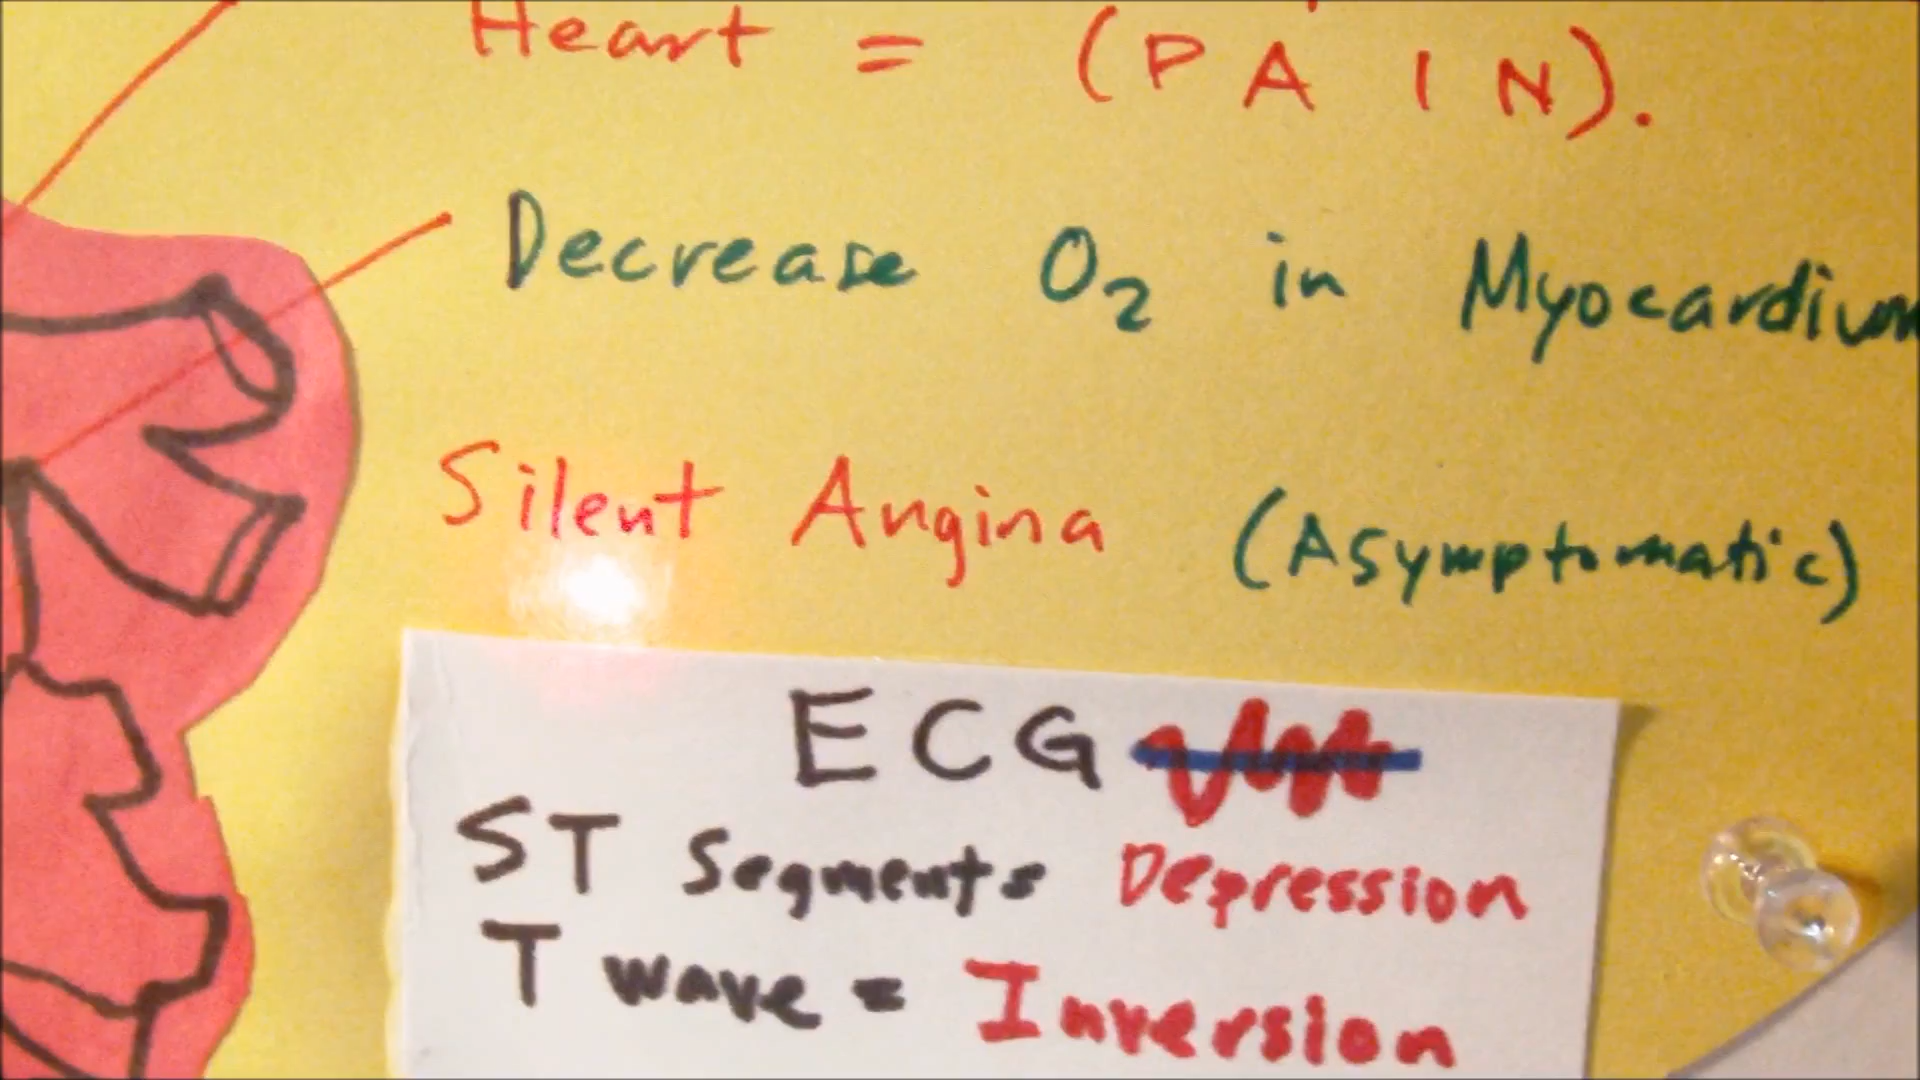 Heart = (PAIN).
Decrease O2 in Myocardium
Silent Angina (Asymptomatic)
ECG
ST Segments Depression
T wave = Inversion